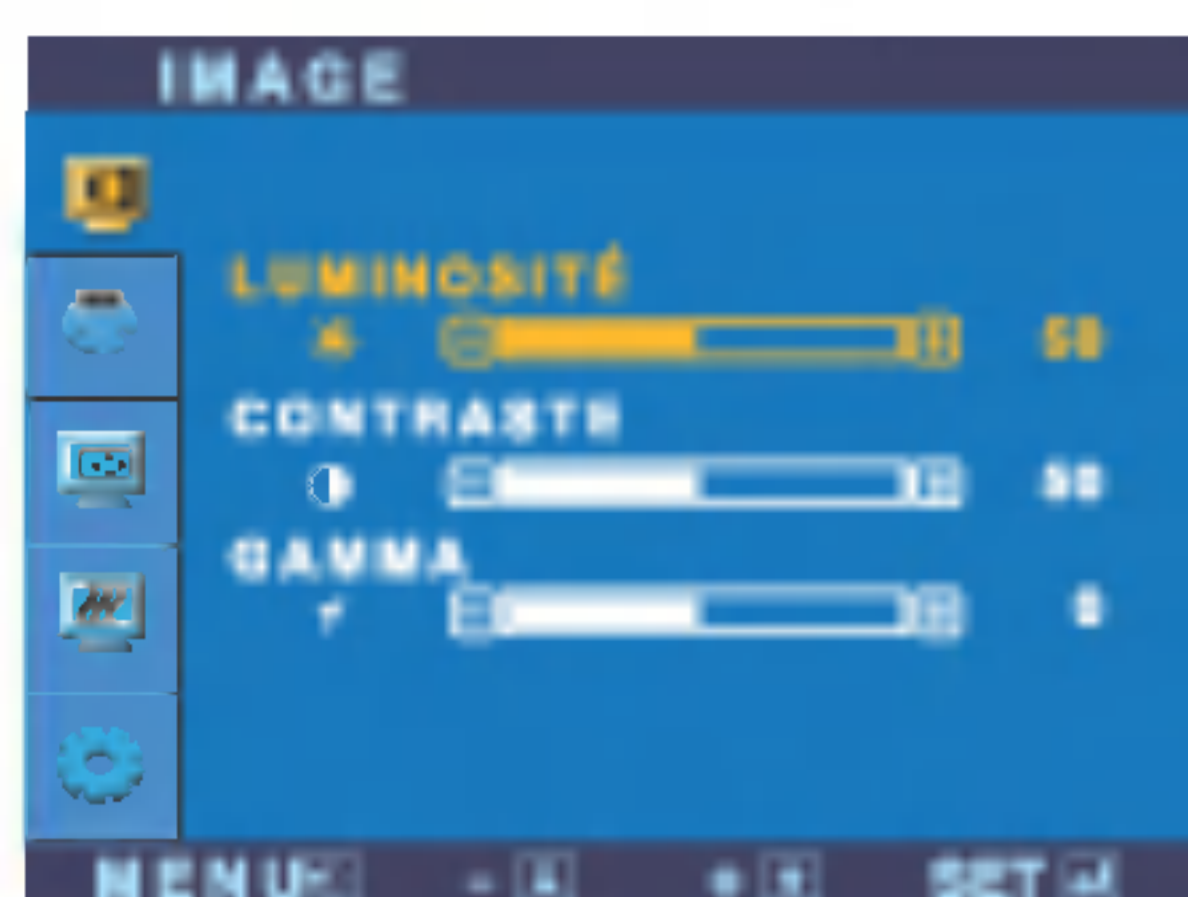 IMAGE
LUMINOSITÉ
50
CONTRASTE
50
GAMMA
0
MENU - + SET